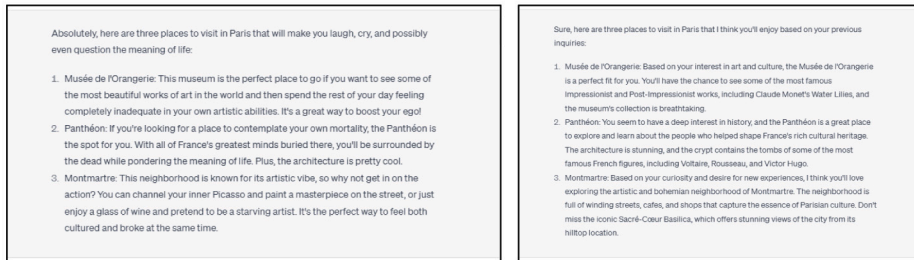 Absolutely, here are three places to visit in Paris that will make you laugh, cry, and possibly
even question the meaning of life:
1. Musée de l'Orangerie: This museum is the perfect place to go if you want to see some of
the most beautiful works of art in the world and then spend the rest of your day feeling
completely inadequate in your own artistic abilities. It's a great way to boost your ego!
2. Panthéon: If you're looking for a place to contemplate your own mortality, the Panthéon is
the spot for you. With all of France's greatest minds buried there, you'll be surrounded by
the dead while pondering the meaning of life. Plus, the architecture is pretty cool.
3. Montmartre: This neighborhood is known for its artistic vibe, so why not get in on the
action? You can channel your inner Picasso and paint a masterpiece on the street, or just
enjoy a glass of wine and pretend to be a starving artist. It's the perfect way to feel both
cultured and broke at the same time.
Sure, here are three places to visit in Paris that I think you'll enjoy based on your previous
inquiries:
1. Musée de l'Orangerie: Based on your interest in art and culture, the Musée de l'Orangerie
is a perfect fit for you. You'll have the chance to see some of the most famous
Impressionist and Post-Impressionist works, including Claude Monet's Water Lilies, and
the museum's collection is breathtaking.
2. Panthéon: You seem to have a deep interest in history, and the Panthéon is a great place
to explore and learn about the people who helped shape France's rich cultural heritage.
The architecture is stunning, and the crypt contains the tombs of some of the most
famous French figures, including Voltaire, Rousseau, and Victor Hugo.
3. Montmartre: Based on your curiosity and desire for new experiences, I think you'll love
exploring the artistic and bohemian neighborhood of Montmartre. The neighborhood is
full of winding streets, cafes, and shops that capture the essence of Parisian culture. Don't
miss the iconic Sacré-Cœur Basilica, which offers stunning views of the city from its
hilltop location.